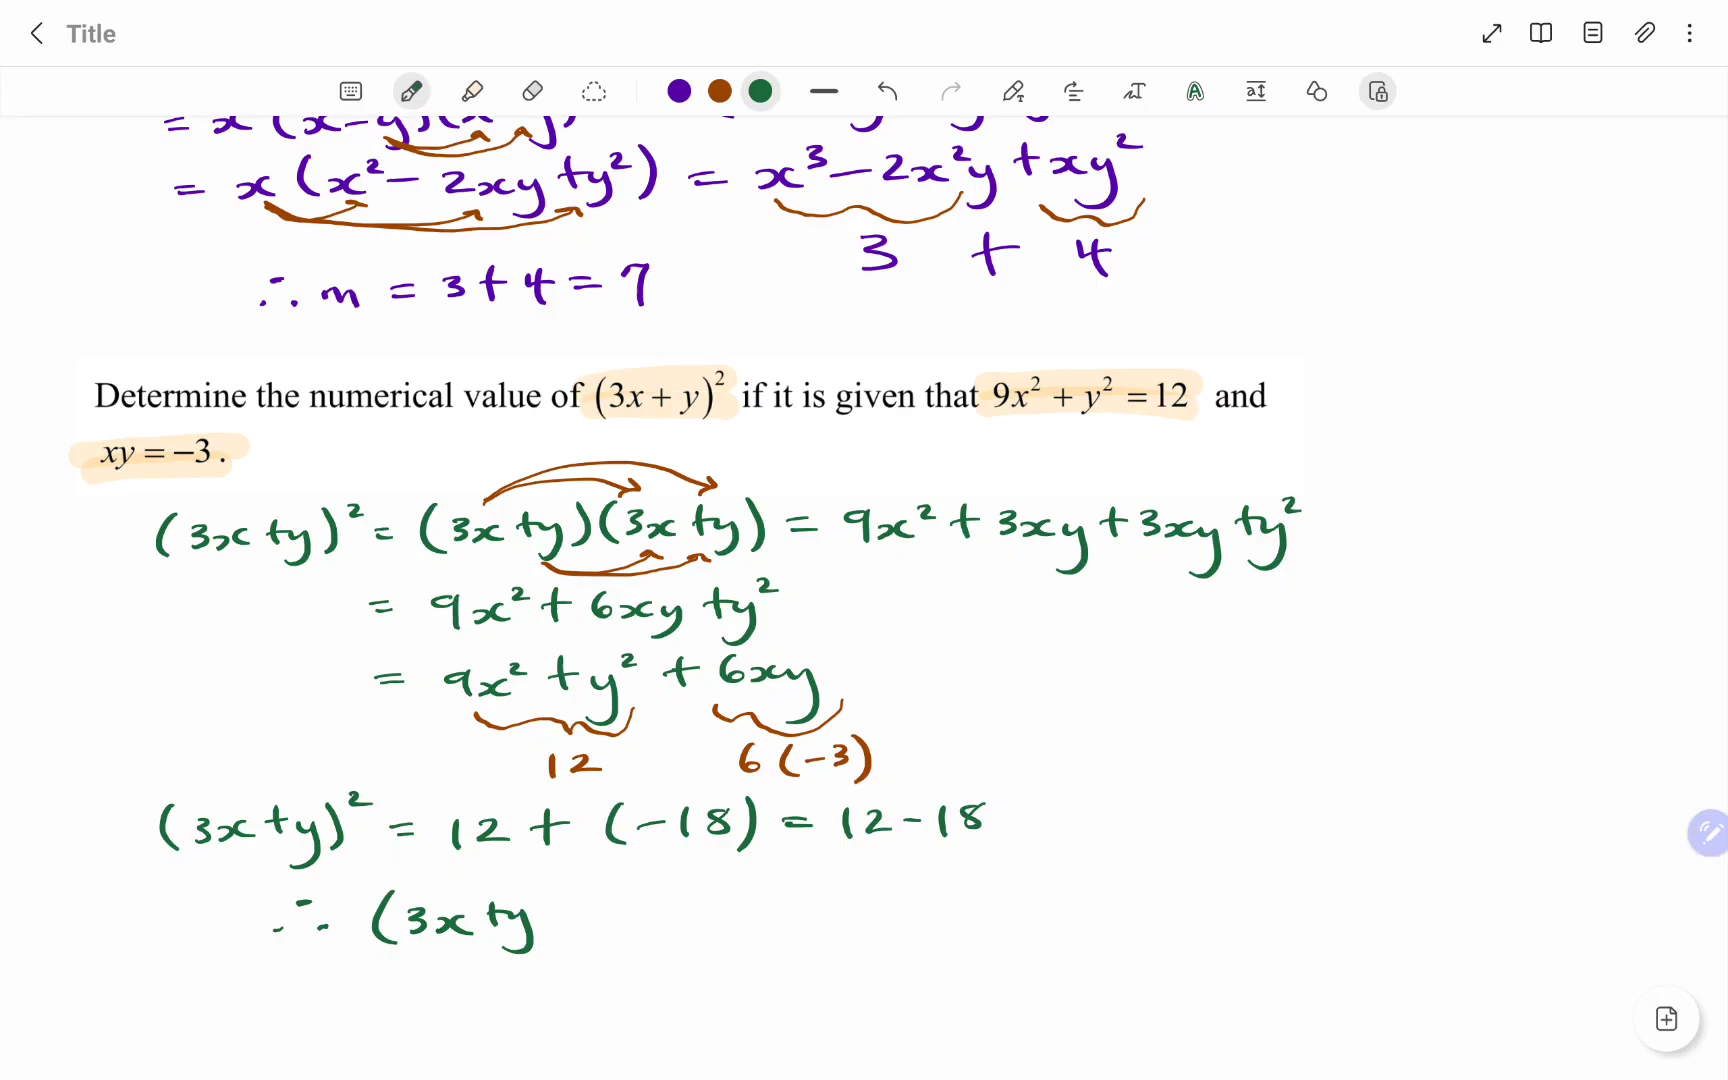 Title
= x(x-y)(x
= x(x² - 2xy + y²) = x³ - 2x²y + xy²
3 + 4
∴ m = 3 + 4 = 7
Determine the numerical value of (3x + y)² if it is given that 9x² + y² = 12 and
xy = −3.
(3x + y)² = (3x + y)(3x + y) = 9x² + 3xy + 3xy + y²
= 9x² + 6xy + y²
= 9x² + y² + 6xy
12 6(-3)
(3x + y)² = 12 + (-18) = 12 - 18
∴ (3x + y